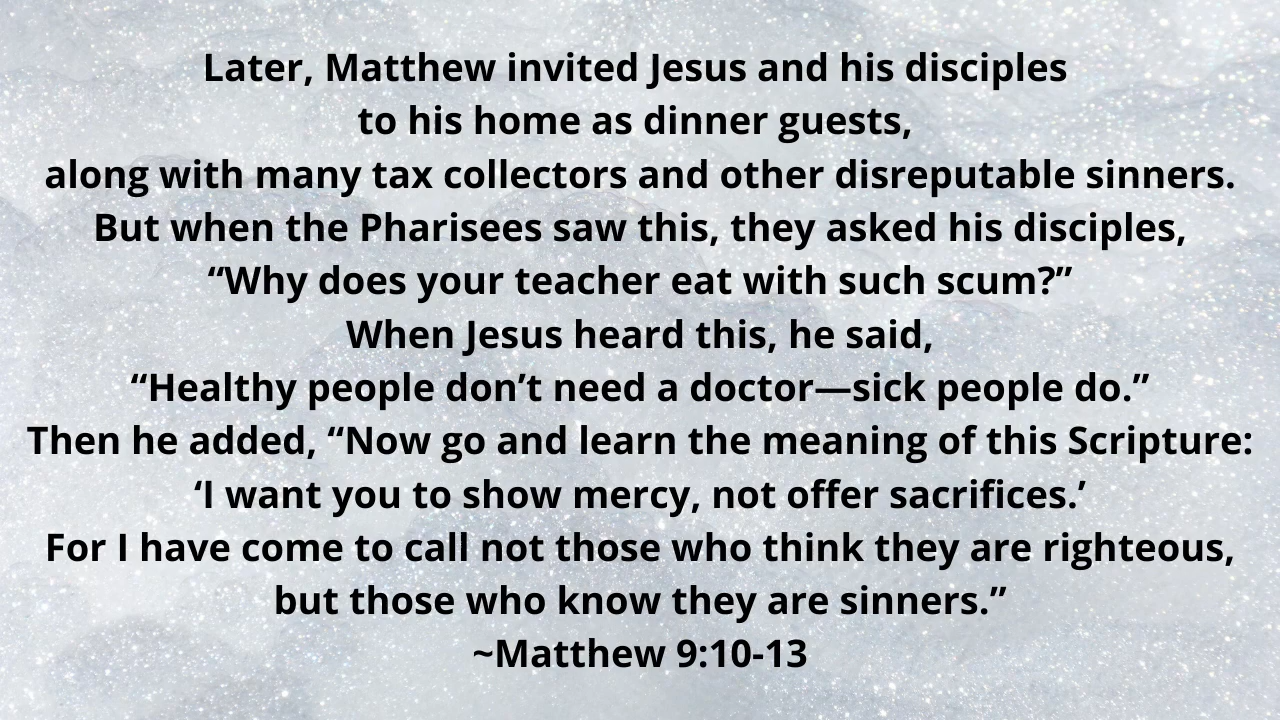 Later, Matthew invited Jesus and his disciples
to his home as dinner guests,
along with many tax collectors and other disreputable sinners.
But when the Pharisees saw this, they asked his disciples,
“Why does your teacher eat with such scum?”
When Jesus heard this, he said,
“Healthy people don’t need a doctor—sick people do.”
Then he added, “Now go and learn the meaning of this Scripture:
‘I want you to show mercy, not offer sacrifices.’
For I have come to call not those who think they are righteous,
but those who know they are sinners.”
~Matthew 9:10-13